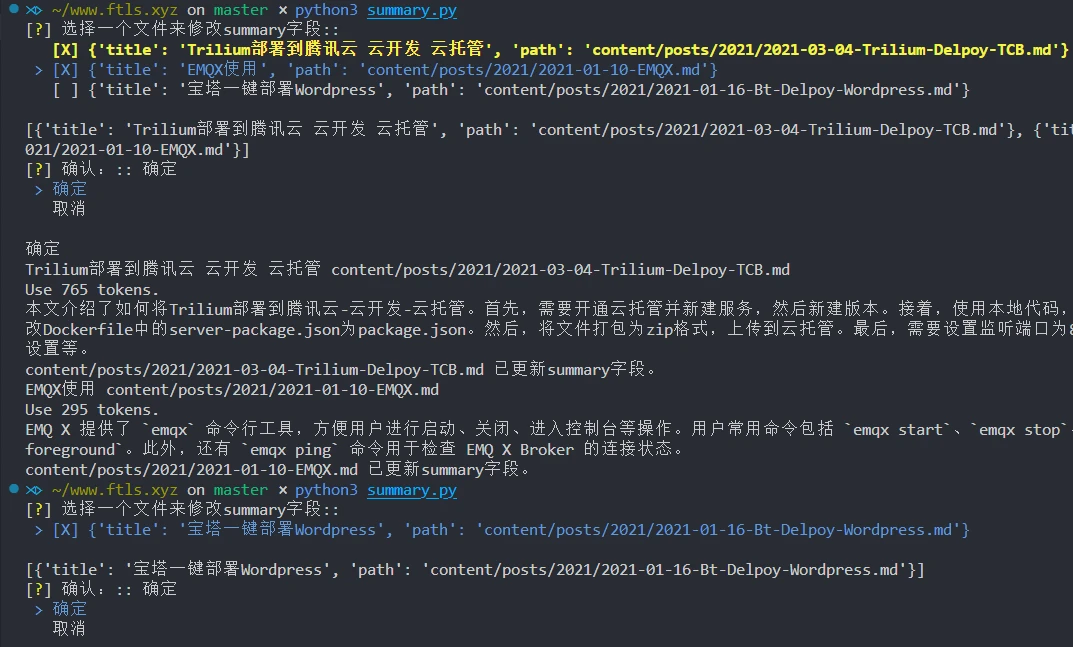 ~/www.ftls.xyz on master × python3 summary.py
[?] 选择一个文件来修改summary字段::
[X] {'title': 'Trilium部署到腾讯云 云开发 云托管', 'path': 'content/posts/2021/2021-03-04-Trilium-Delpoy-TCB.md'}
> [X] {'title': 'EMQX使用', 'path': 'content/posts/2021/2021-01-10-EMQX.md'}
[ ] {'title': '宝塔一键部署Wordpress', 'path': 'content/posts/2021/2021-01-16-Bt-Delpoy-Wordpress.md'}
[{'title': 'Trilium部署到腾讯云 云开发 云托管', 'path': 'content/posts/2021/2021-03-04-Trilium-Delpoy-TCB.md'}, {'tit
021/2021-01-10-EMQX.md'}]
[?] 确认: :: 确定
> 确定
取消
确定
Trilium部署到腾讯云 云开发 云托管 content/posts/2021/2021-03-04-Trilium-Delpoy-TCB.md
Use 765 tokens.
本文介绍了如何将Trilium部署到腾讯云-云开发-云托管。首先，需要开通云托管并新建服务，然后新建版本。接着，使用本地代码，
改Dockerfile中的server-package.json为package.json。然后，将文件打包为zip格式，上传到云托管。最后，需要设置监听端口为
设置等。
content/posts/2021/2021-03-04-Trilium-Delpoy-TCB.md 已更新summary字段。
EMQX使用 content/posts/2021/2021-01-10-EMQX.md
Use 295 tokens.
EMQ X 提供了 `emqx` 命令行工具，方便用户进行启动、关闭、进入控制台等操作。用户常用命令包括 `emqx start`、`emqx stop`
foreground`。此外，还有 `emqx ping` 命令用于检查 EMQ X Broker 的连接状态。
content/posts/2021/2021-01-10-EMQX.md 已更新summary字段。
~/www.ftls.xyz on master × python3 summary.py
[?] 选择一个文件来修改summary字段::
> [X] {'title': '宝塔一键部署Wordpress', 'path': 'content/posts/2021/2021-01-16-Bt-Delpoy-Wordpress.md'}
[{'title': '宝塔一键部署Wordpress', 'path': 'content/posts/2021/2021-01-16-Bt-Delpoy-Wordpress.md'}]
[?] 确认: :: 确定
> 确定
取消